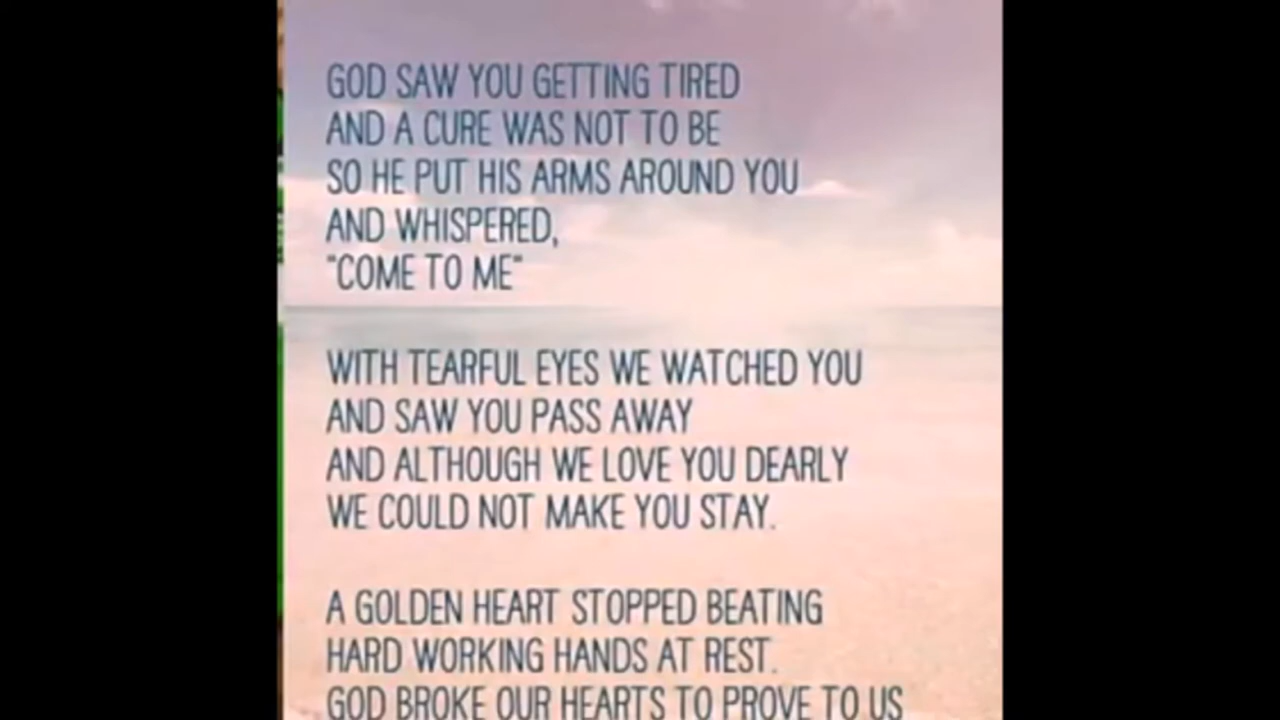 GOD SAW YOU GETTING TIRED
AND A CURE WAS NOT TO BE
SO HE PUT HIS ARMS AROUND YOU
AND WHISPERED,
"COME TO ME"
WITH TEARFUL EYES WE WATCHED YOU
AND SAW YOU PASS AWAY
AND ALTHOUGH WE LOVE YOU DEARLY
WE COULD NOT MAKE YOU STAY.
A GOLDEN HEART STOPPED BEATING
HARD WORKING HANDS AT REST.
GOD BROKE OUR HEARTS TO PROVE TO US